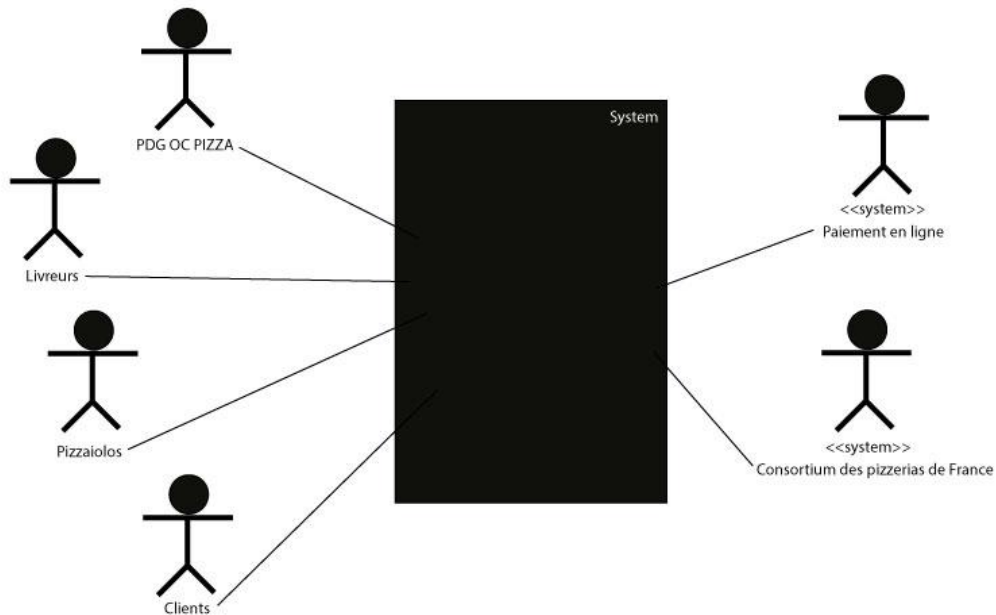 PDG OC PIZZA
System
<<system>>
Paiement en ligne
Livreurs
Pizzaiolos
<<system>>
Consortium des pizzerias de France
Clients